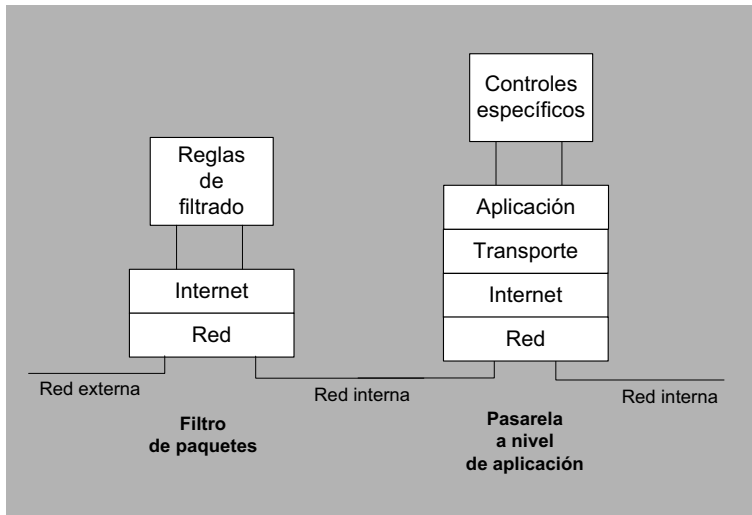 Controles
específicos
Reglas
de
filtrado
Aplicación
Transporte
Internet
Red
Internet
Red
Red externa
Red interna
Red interna
Filtro
de paquetes
Pasarela
a nivel
de aplicación